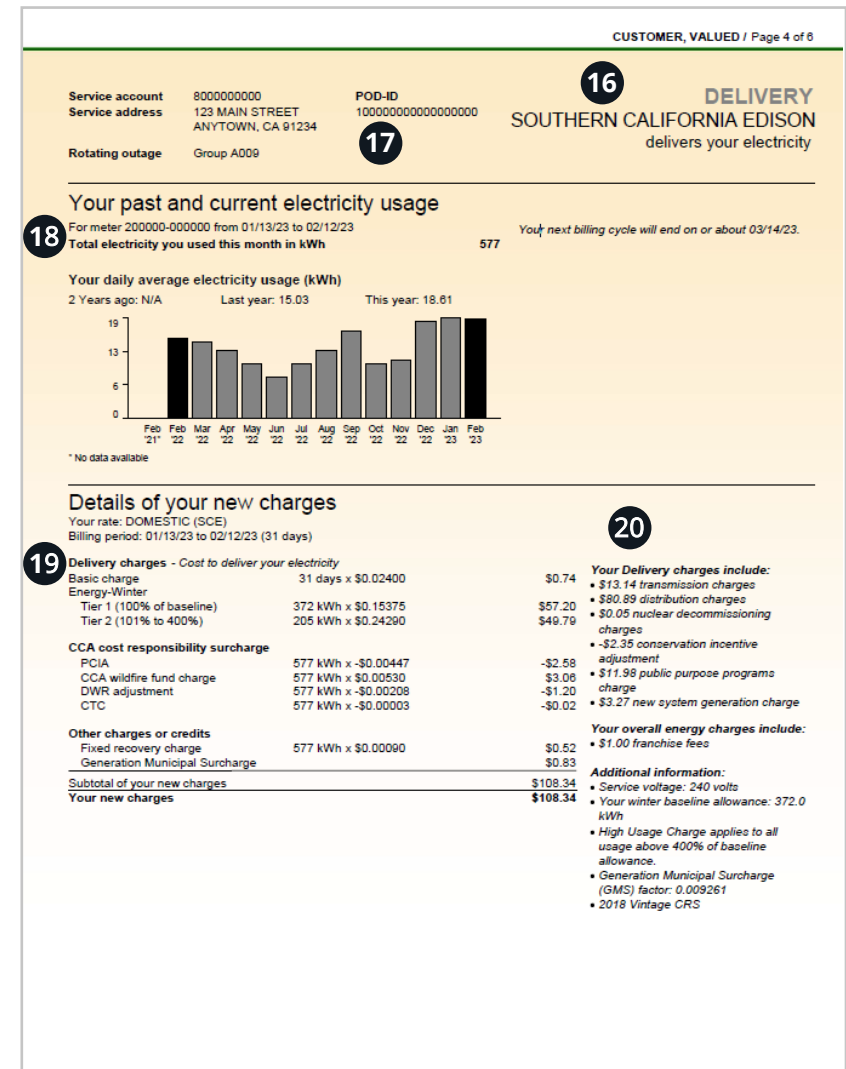 CUSTOMER, VALUED / Page 4 of 6
16
DELIVERY
SOUTHERN CALIFORNIA EDISON
delivers your electricity
Service account 8000000000 POD-ID
Service address 123 MAIN STREET 100000000000000000
ANYTOWN, CA 91234
17
Rotating outage Group A009
Your past and current electricity usage
18
For meter 200000-000000 from 01/13/23 to 02/12/23
Total electricity you used this month in kWh 577
Your next billing cycle will end on or about 03/14/23.
Your daily average electricity usage (kWh)
2 Years ago: N/A Last year: 15.03 This year: 18.61
19
13
6
0
Feb Feb Mar Apr May Jun Jul Aug Sep Oct Nov Dec Jan Feb
'21* '22 '22 '22 '22 '22 '22 '22 '22 '22 '22 '22 '23 '23
* No data available
Details of your new charges
Your rate: DOMESTIC (SCE)
Billing period: 01/13/23 to 02/12/23 (31 days)
19
Delivery charges - Cost to deliver your electricity
Basic charge 31 days x $0.02400 $0.74
Energy-Winter
Tier 1 (100% of baseline) 372 kWh x $0.15375 $57.20
Tier 2 (101% to 400%) 205 kWh x $0.24290 $49.79
CCA cost responsibility surcharge
PCIA 577 kWh x -$0.00447 -$2.58
CCA wildfire fund charge 577 kWh x $0.00530 $3.06
DWR adjustment 577 kWh x -$0.00208 -$1.20
CTC 577 kWh x -$0.00003 -$0.02
Other charges or credits
Fixed recovery charge 577 kWh x $0.00090 $0.52
Generation Municipal Surcharge $0.83
Subtotal of your new charges $108.34
Your new charges $108.34
20
Your Delivery charges include:
• $13.14 transmission charges
• $80.89 distribution charges
• $0.05 nuclear decommissioning
charges
• -$2.35 conservation incentive
adjustment
• $11.98 public purpose programs
charge
• $3.27 new system generation charge
Your overall energy charges include:
• $1.00 franchise fees
Additional information:
• Service voltage: 240 volts
• Your winter baseline allowance: 372.0
kWh
• High Usage Charge applies to all
usage above 400% of baseline
allowance.
• Generation Municipal Surcharge
(GMS) factor: 0.009261
• 2018 Vintage CRS